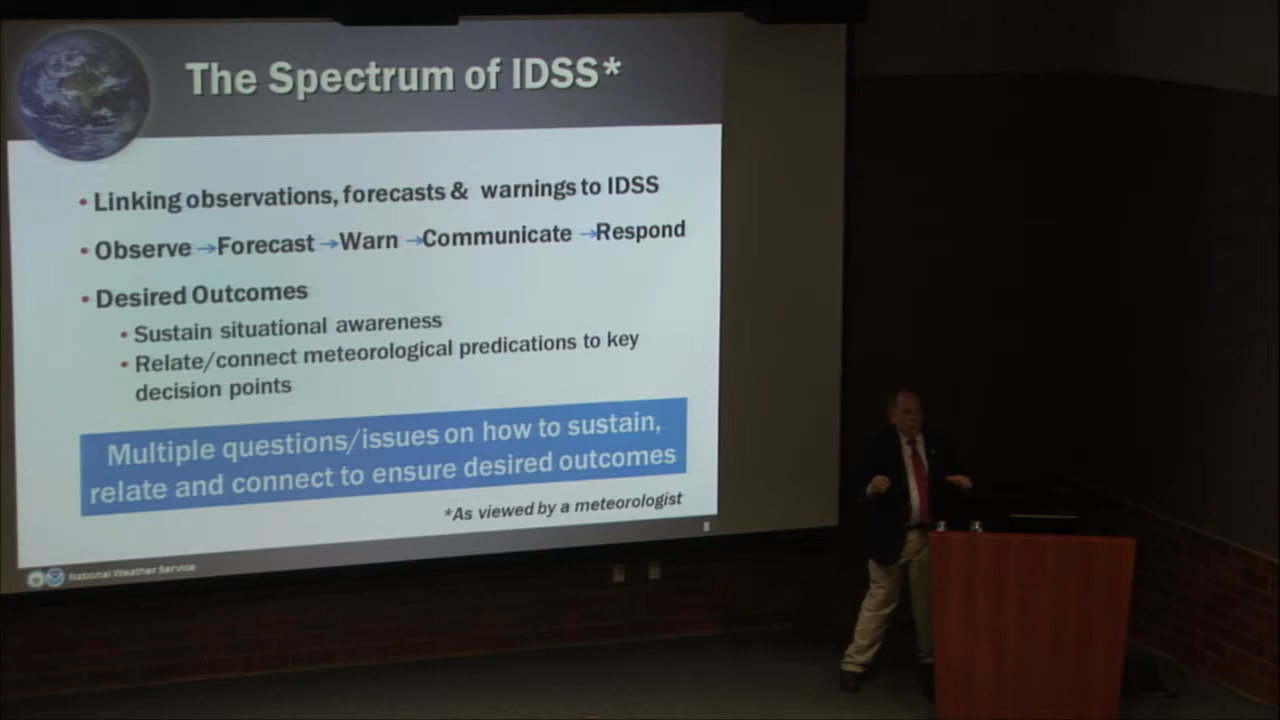 The Spectrum of IDSS*
• Linking observations, forecasts & warnings to IDSS
• Observe →Forecast →Warn →Communicate →Respond
• Desired Outcomes
• Sustain situational awareness
• Relate/connect meteorological predications to key
decision points
Multiple questions/issues on how to sustain,
relate and connect to ensure desired outcomes
*As viewed by a meteorologist
8
National Weather Service